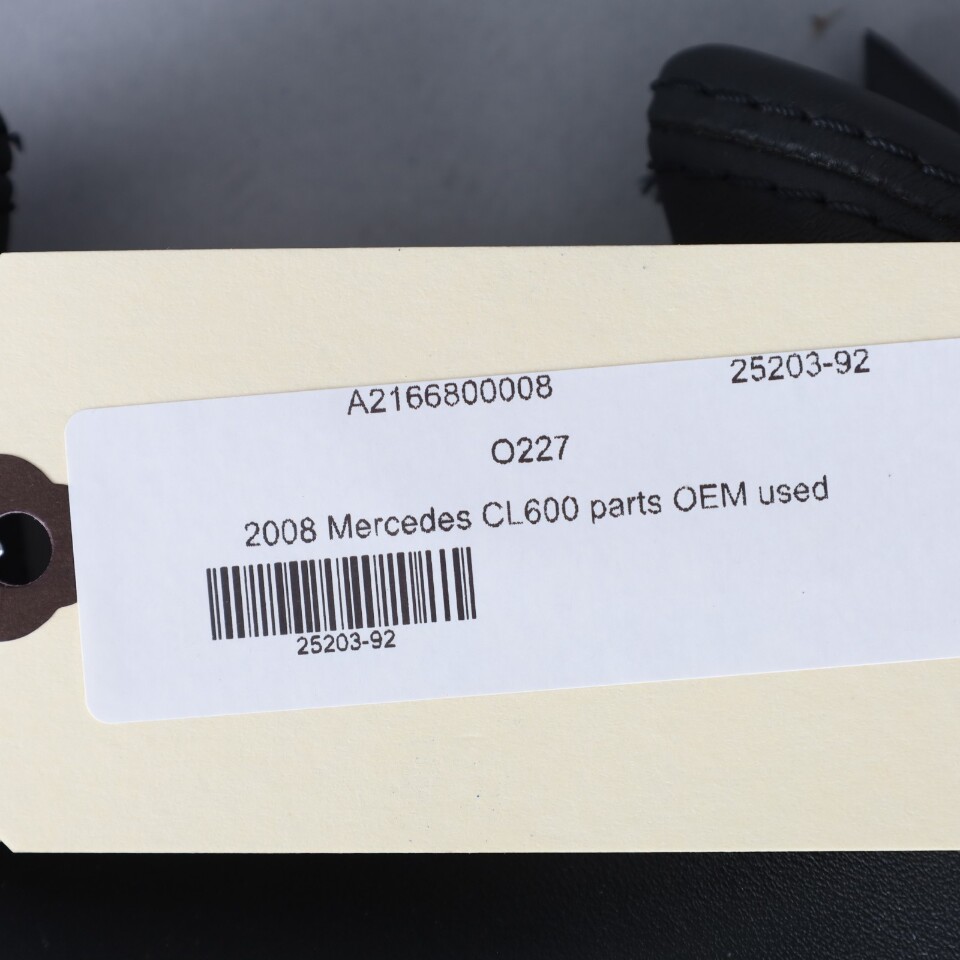 A2166800008 25203-92
O227
2008 Mercedes CL600 parts OEM used
25203-92